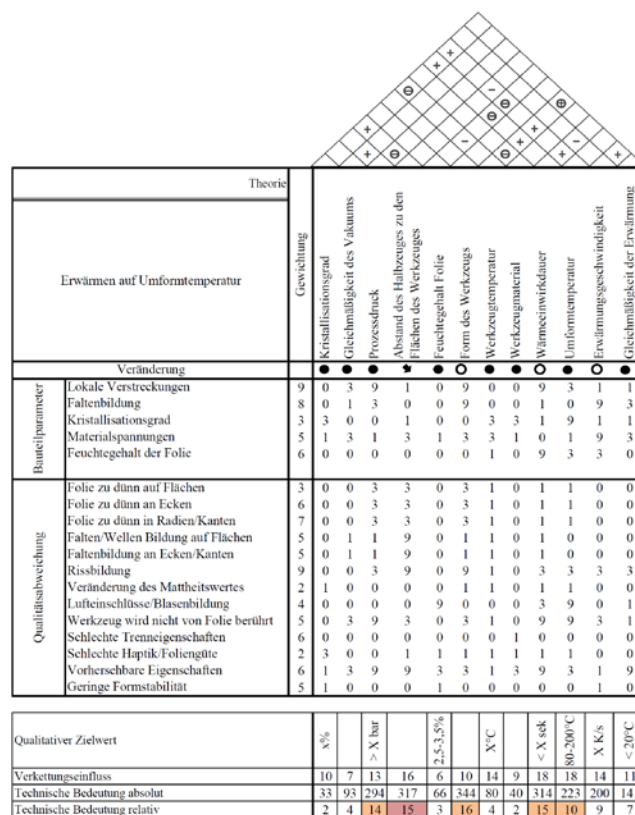 Theorie
Erwärmen auf Umformtemperatur
Gewichtung
Kristallisationsgrad
Gleichmäßigkeit des Vakuums
Prozessdruck
Abstand des Halbzeuges zu den
Flächen des Werkzeuges
Feuchtegehalt Folie
Form des Werkzeugs
Werkzeugtemperatur
Werkzeugmaterial
Wärmeeinwirkdauer
Umformtemperatur
Erwärmungsgeschwindigkeit
Gleichmäßigkeit der Erwärmung
Veränderung
Bauteilparameter
Lokale Verstreckungen 9 0 3 9 1 0 9 0 0 9 3 1 1
Faltenbildung 8 0 1 3 0 0 9 0 0 1 0 9 3
Kristallisationsgrad 3 3 0 0 1 0 0 3 3 1 9 1 1
Materialspannungen 5 1 3 1 3 1 3 3 1 0 1 9 3
Feuchtegehalt der Folie 6 0 0 0 0 0 0 1 0 9 3 3 0
Qualitätsabweichung
Folie zu dünn auf Flächen 3 0 0 3 3 0 3 1 0 1 1 0 0
Folie zu dünn an Ecken 6 0 0 3 3 0 3 1 0 1 1 0 0
Folie zu dünn in Radien/Kanten 7 0 0 3 3 0 3 1 0 1 1 0 0
Falten/Wellen Bildung auf Flächen 5 0 1 1 9 0 1 1 0 1 0 0 0
Faltenbildung an Ecken/Kanten 5 0 1 1 9 0 1 1 0 1 0 0 0
Rissbildung 9 0 0 3 9 0 9 1 0 3 3 3 3
Veränderung des Mattheitswertes 2 1 0 0 0 0 1 1 0 1 1 0 0
Lufteinschlüsse/Blasenbildung 4 0 0 0 0 9 0 0 0 3 9 0 1
Werkzeug wird nicht von Folie berührt 5 0 3 9 3 0 3 1 0 9 9 3 1
Schlechte Trenneigenschaften 6 0 0 0 0 0 0 0 1 0 0 0 0
Schlechte Haptik/Foliengüte 2 3 0 0 1 1 1 1 1 1 1 0 0
Vorhersehbare Eigenschaften 6 1 3 9 9 3 3 1 3 9 3 1 9
Geringe Formstabilität 5 1 0 0 0 1 0 0 0 0 0 1 0
Qualitativer Zielwert x% > X bar 2,5-3,5% X°C < X sek 80-200°C X K/s < 20°C
Verkettungseinfluss 10 7 13 16 6 10 14 9 18 18 14 11
Technische Bedeutung absolut 33 93 294 317 66 344 80 40 314 223 200 14
Technische Bedeutung relativ 2 4 14 15 3 16 4 2 15 10 9 7